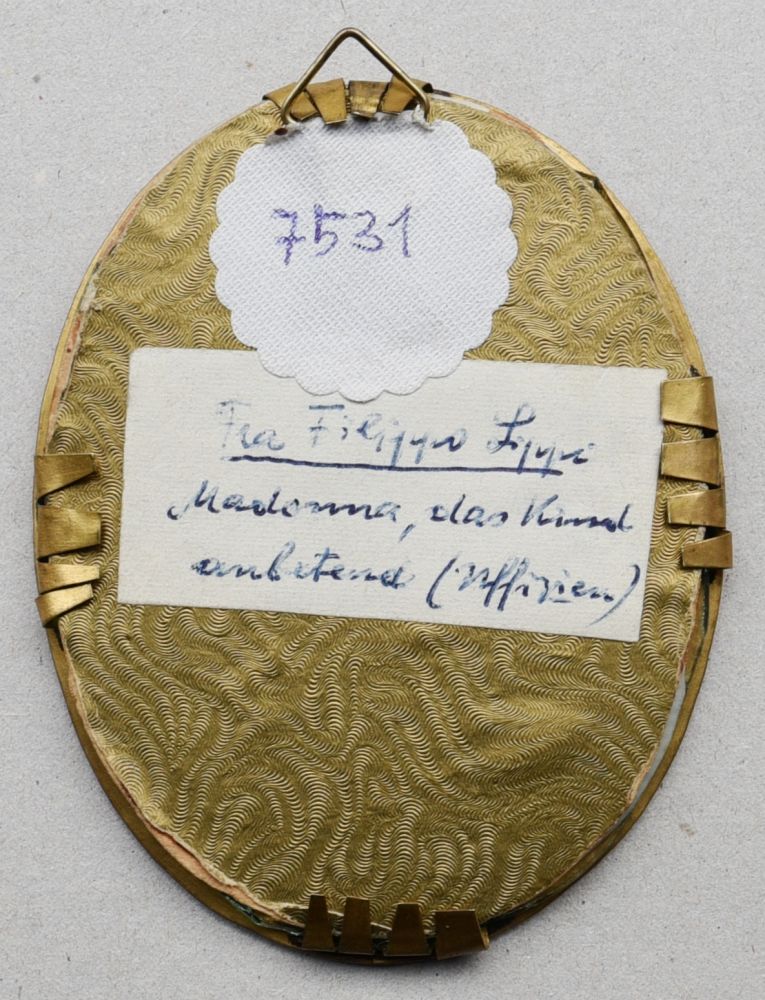 7531
Fra Filippo Lippi
Madonna, das Kind
anbetend (Uffizien)